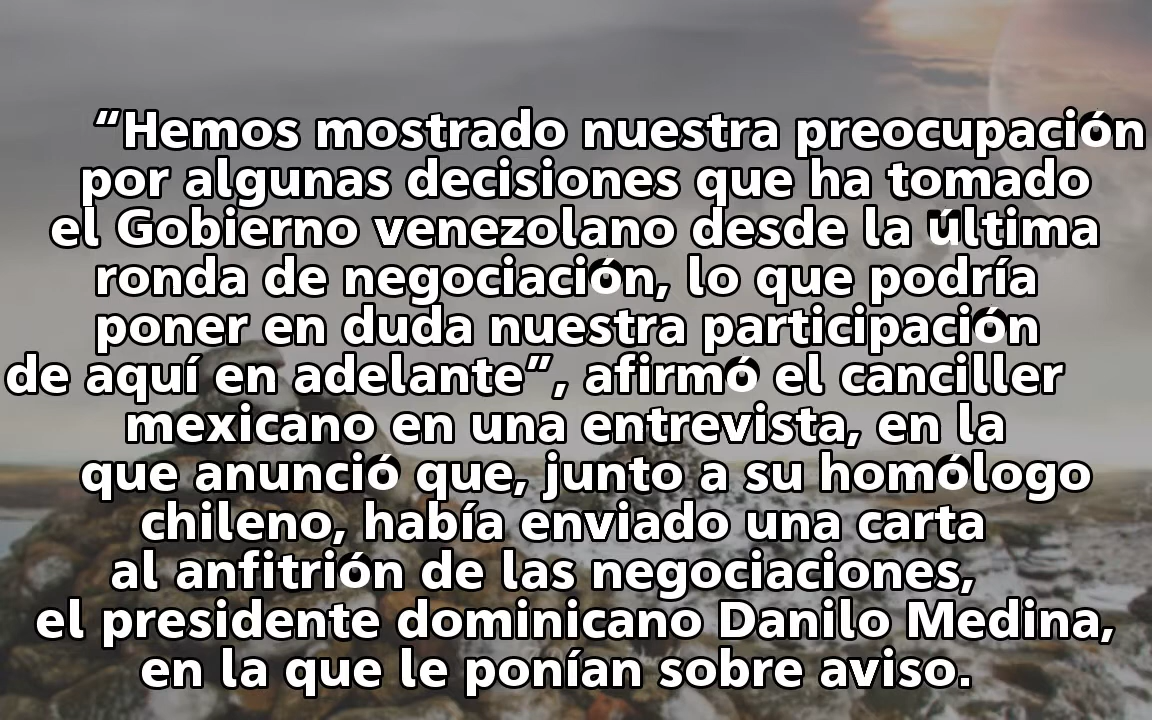 “Hemos mostrado nuestra preocupación
por algunas decisiones que ha tomado
el Gobierno venezolano desde la última
ronda de negociación, lo que podría
poner en duda nuestra participación
de aquí en adelante”, afirmó el canciller
mexicano en una entrevista, en la
que anunció que, junto a su homólogo
chileno, había enviado una carta
al anfitrión de las negociaciones,
el presidente dominicano Danilo Medina,
en la que le ponían sobre aviso.